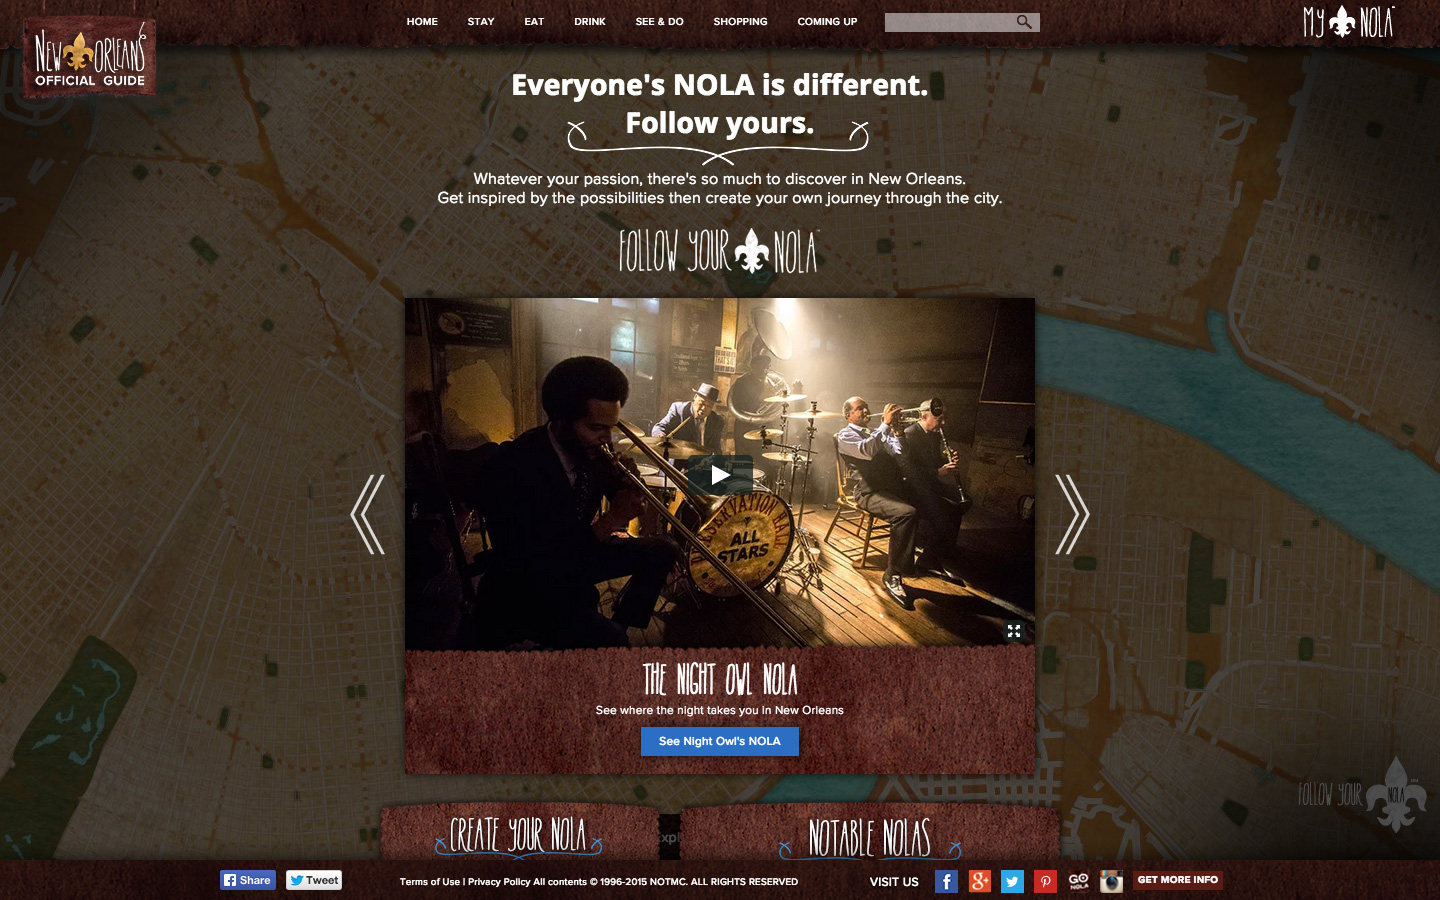 HOME STAY EAT DRINK SEE & DO SHOPPING COMING UP
MY NOLA
NEW ORLEANS
OFFICIAL GUIDE
Everyone's NOLA is different.
Follow yours.
Whatever your passion, there's so much to discover in New Orleans.
Get inspired by the possibilities then create your own journey through the city.
FOLLOW YOUR NOLA
PRESERVATION HALL
ALL
STARS
THE NIGHT OWL NOLA
See where the night takes you in New Orleans
See Night Owl's NOLA
FOLLOW YOUR NOLA
CREATE YOUR NOLA
Expl
NOTABLE NOLAS
Share
Tweet
Terms of Use | Privacy Policy All contents © 1996-2015 NOTMC. ALL RIGHTS RESERVED
VISIT US
GO
NOLA
GET MORE INFO